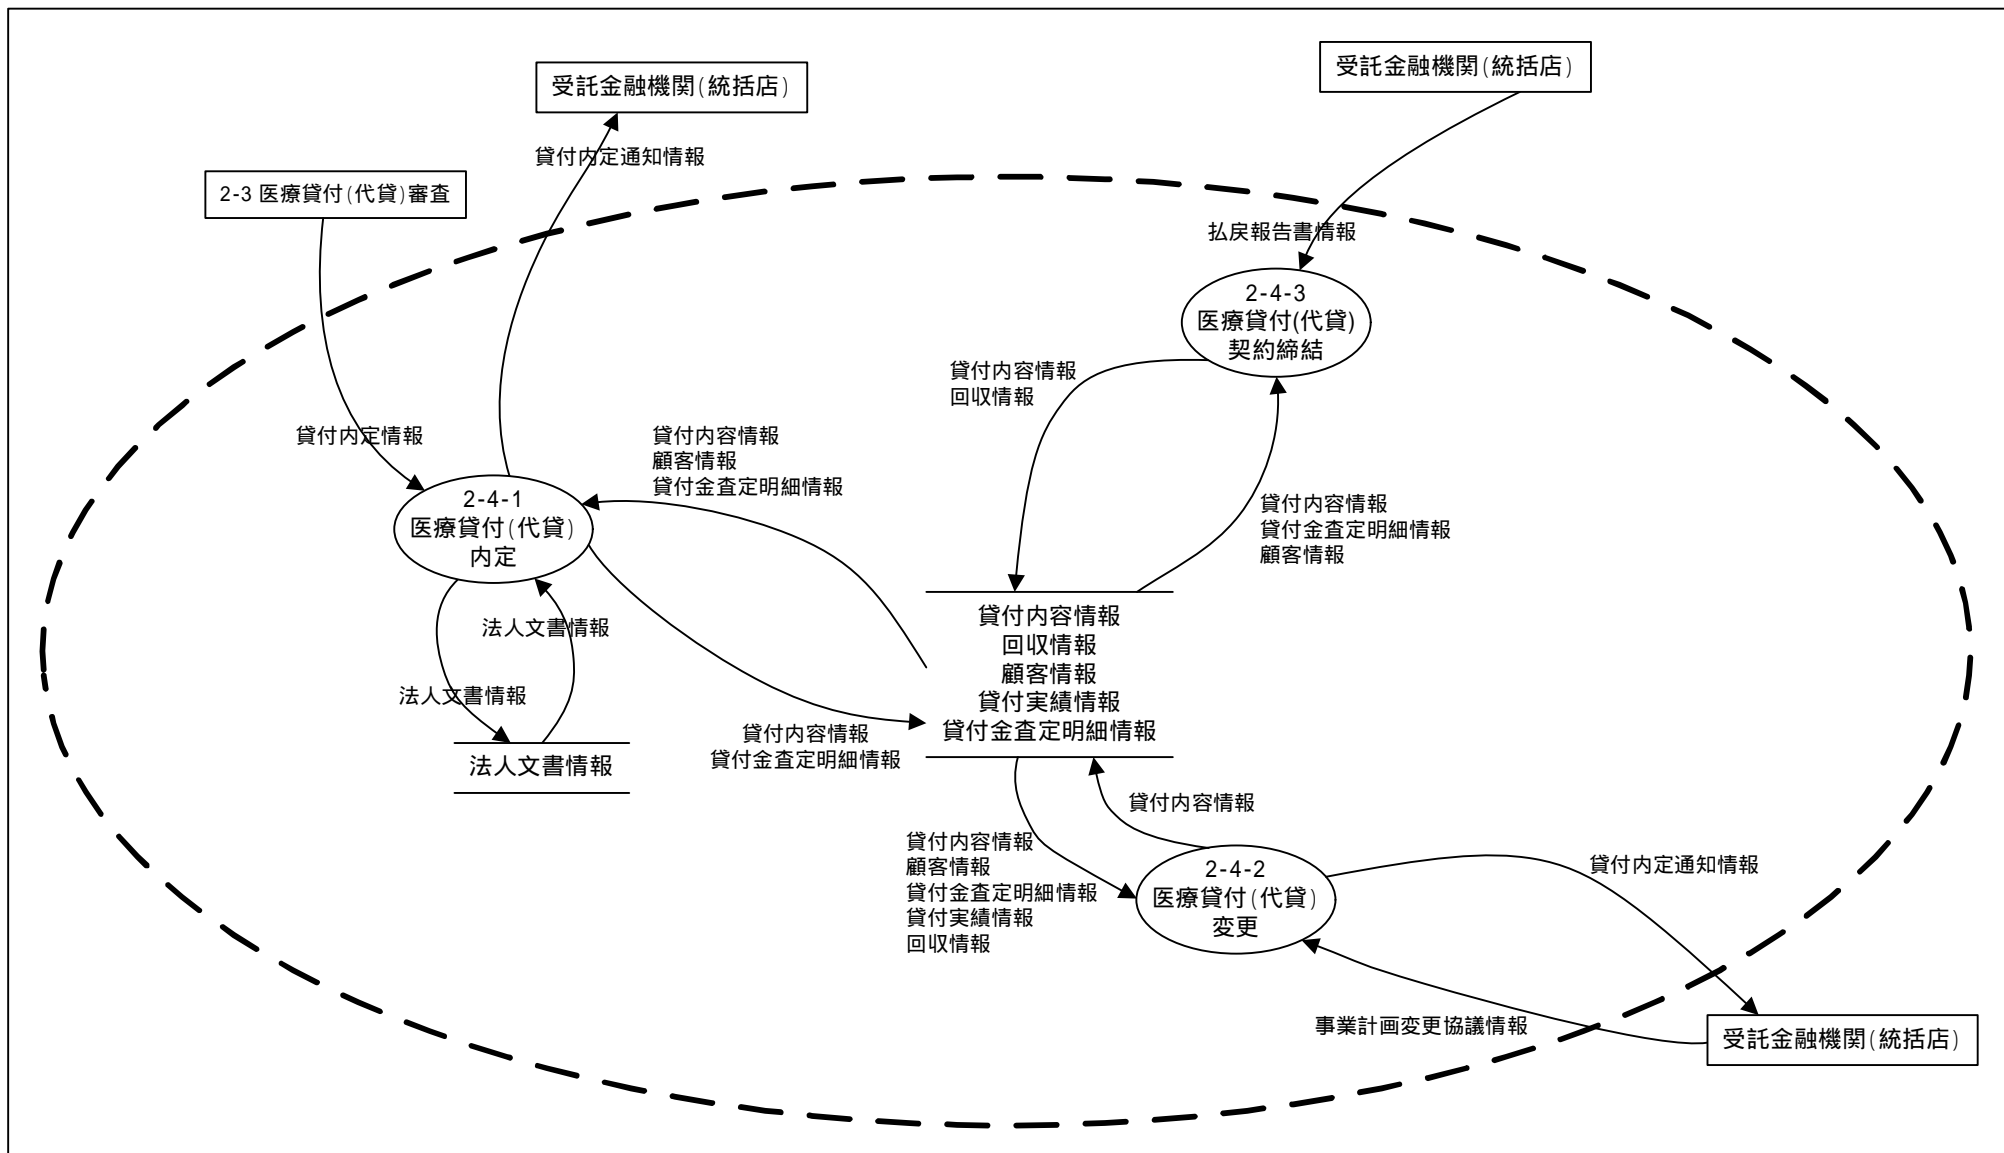 受託金融機関(統括店)
受託金融機関(統括店)
貸付内定通知情報
2-3 医療貸付(代貸)審査
払戻報告書情報
2-4-3
医療貸付(代貸)
契約締結
貸付内容情報
回収情報
貸付内定情報
貸付内容情報
顧客情報
貸付金査定明細情報
2-4-1
医療貸付(代貸)
内定
貸付内容情報
貸付金査定明細情報
顧客情報
法人文書情報
法人文書情報
法人文書情報
貸付内容情報
回収情報
顧客情報
貸付実績情報
貸付金査定明細情報
貸付内容情報
貸付金査定明細情報
貸付内容情報
貸付内容情報
顧客情報
貸付金査定明細情報
貸付実績情報
回収情報
2-4-2
医療貸付(代貸)
変更
貸付内定通知情報
事業計画変更協議情報
受託金融機関(統括店)